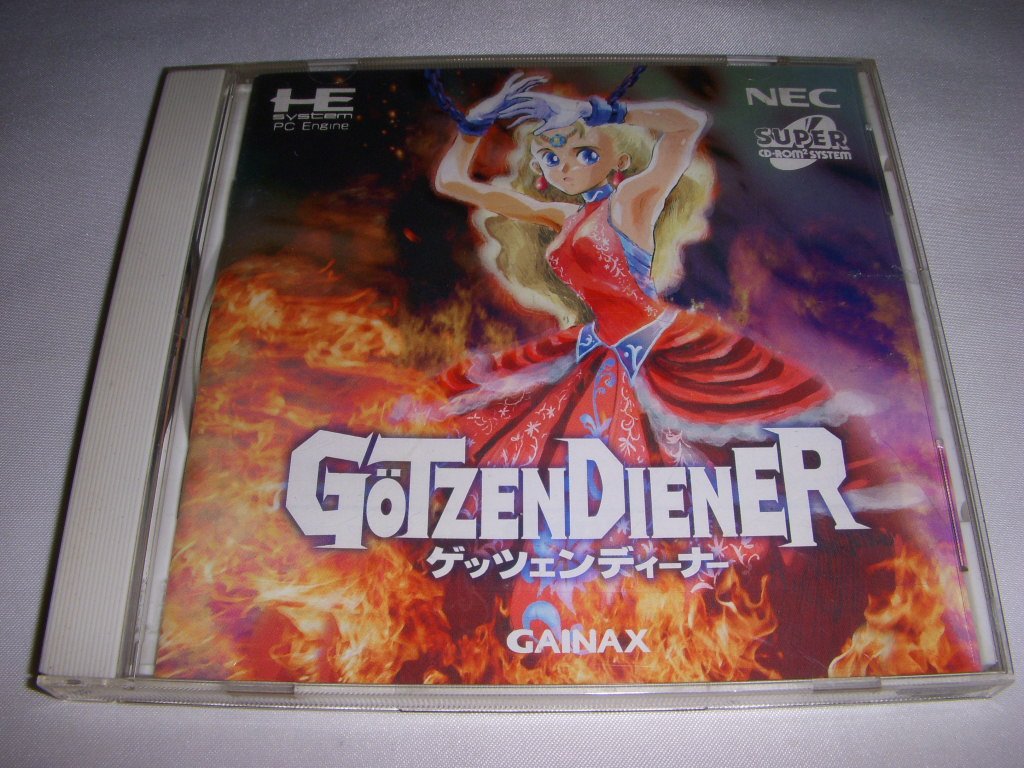 HE
system
PC Engine
NEC
SUPER
CD-ROM² SYSTEM
GÖTZENDIENER
ゲッツェンディーナー
GAINAX